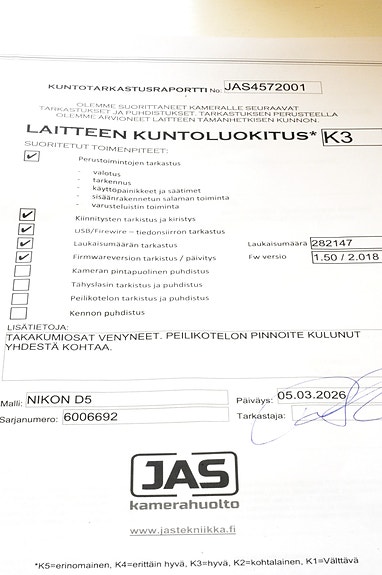 KUNTOTARKASTUSRAPORTTI No: JAS4572001
OLEMME SUORITTANEET KAMERALLE SEURAAVAT
TARKASTUKSET JA PUHDISTUKSET. TARKASTUKSEN PERUSTEELLA
OLEMME ARVIONEET LAITTEEN TÄMÄNHETKISEN KUNNON.
LAITTEEN KUNTOLUOKITUS* K3
SUORITETUT TOIMENPITEET:
Perustoimintojen tarkastus
- valotus
- tarkennus
- käyttöpainikkeet ja säätimet
- sisäänrakennetun salaman toiminta
- varusteluistin toiminta
Kiinnitysten tarkistus ja kiristys
USB/Firewire – tiedonsiirron tarkastus
Laukaisumäärän tarkastus Laukaisumäärä 282147
Firmwareversion tarkistus / päivitys Fw versio 1.50 / 2.018
Kameran pintapuolinen puhdistus
Tähyslasin tarkistus ja puhdistus
Peilikotelon tarkistus ja puhdistus
Kennon puhdistus
LISÄTIETOJA:
TAKAKUMIOSAT VENYNEET. PEILIKOTELON PINNOITE KULUNUT
YHDESTÄ KOHTAA.
Malli: NIKON D5 Päiväys: 05.03.2026
Sarjanumero: 6006692 Tarkastaja:
JAS
kamerahuolto
www.jastekniikka.fi
*K5=erinomainen, K4=erittäin hyvä, K3=hyvä, K2=kohtalainen, K1=Välttävä